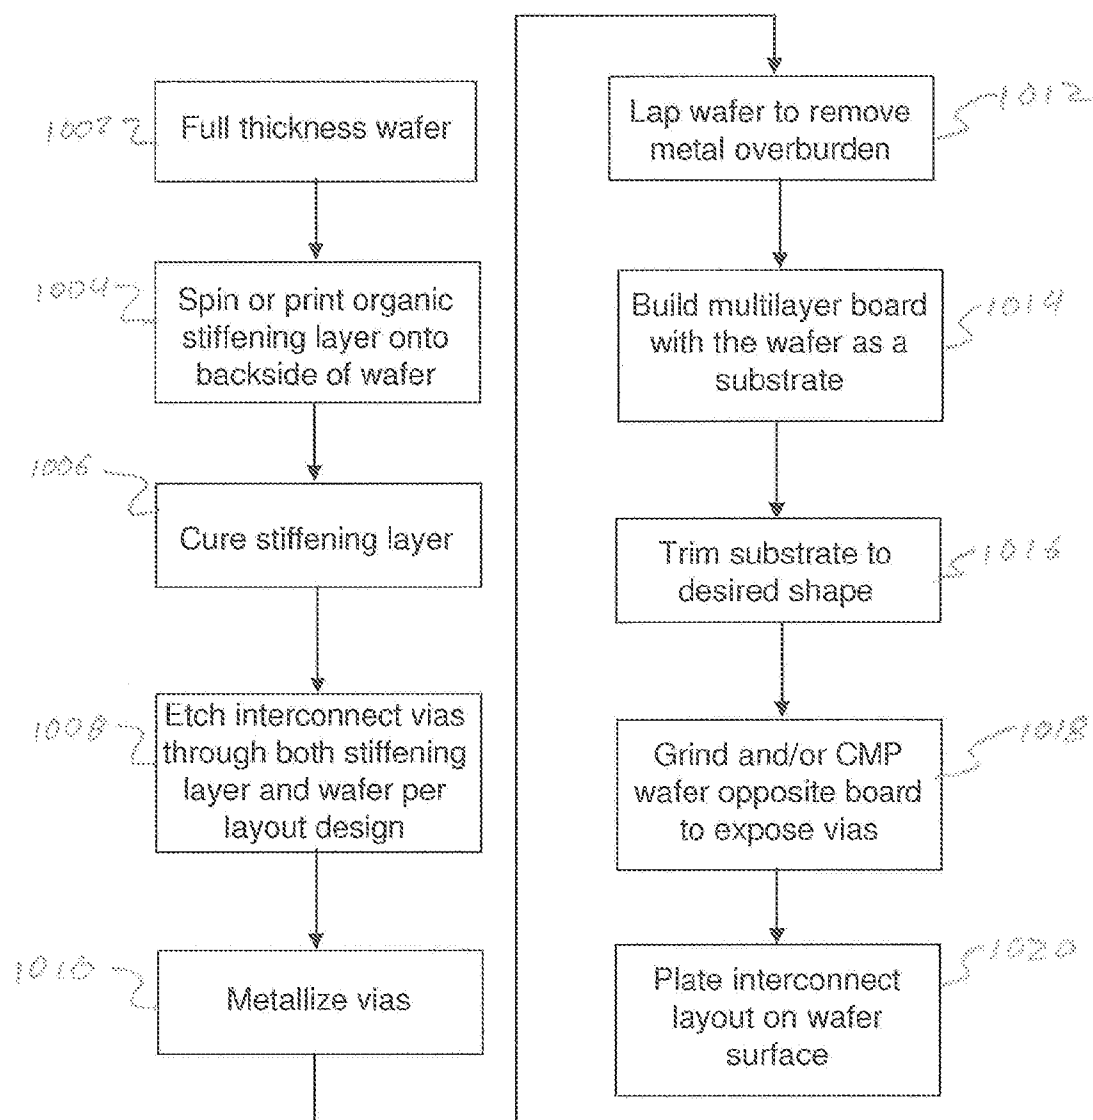 1002
Full thickness wafer
1004
Spin or print organic
stiffening layer onto
backside of wafer
1006
Cure stiffening layer
1008
Etch interconnect vias
through both stiffening
layer and wafer per
layout design
1010
Metallize vias
1012
Lap wafer to remove
metal overburden
1014
Build multilayer board
with the wafer as a
substrate
1016
Trim substrate to
desired shape
1018
Grind and/or CMP
wafer opposite board
to expose vias
1020
Plate interconnect
layout on wafer
surface